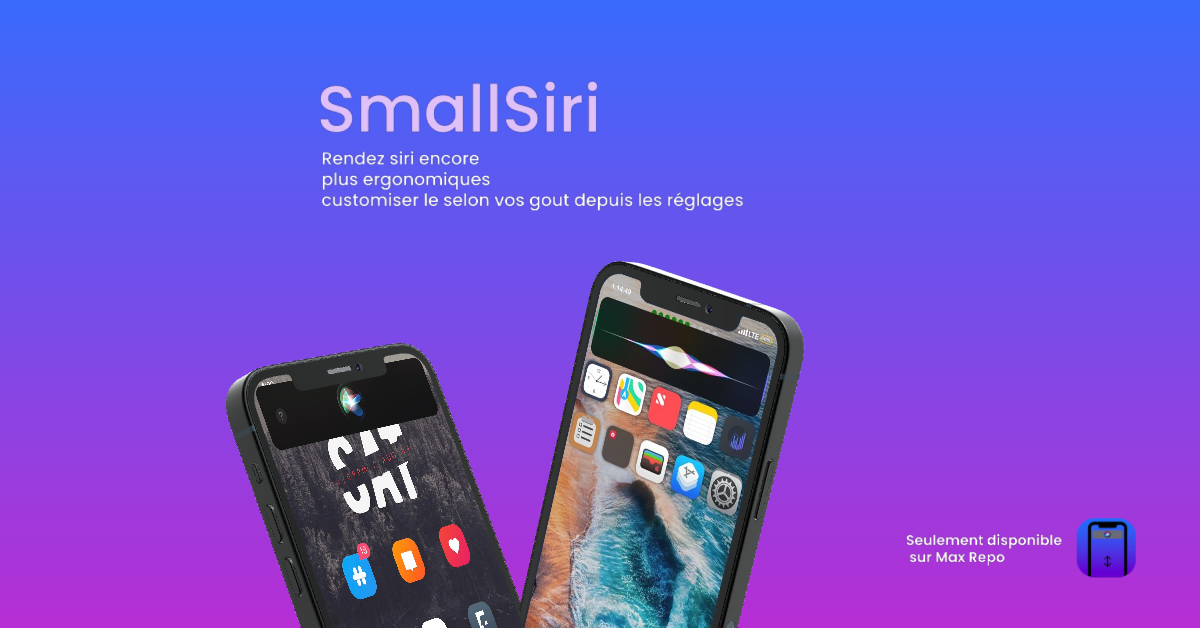 SmallSiri
Rendez siri encore
plus ergonomiques
customiser le selon vos gout depuis les réglages
LTE
Seulement disponible
sur Max Repo